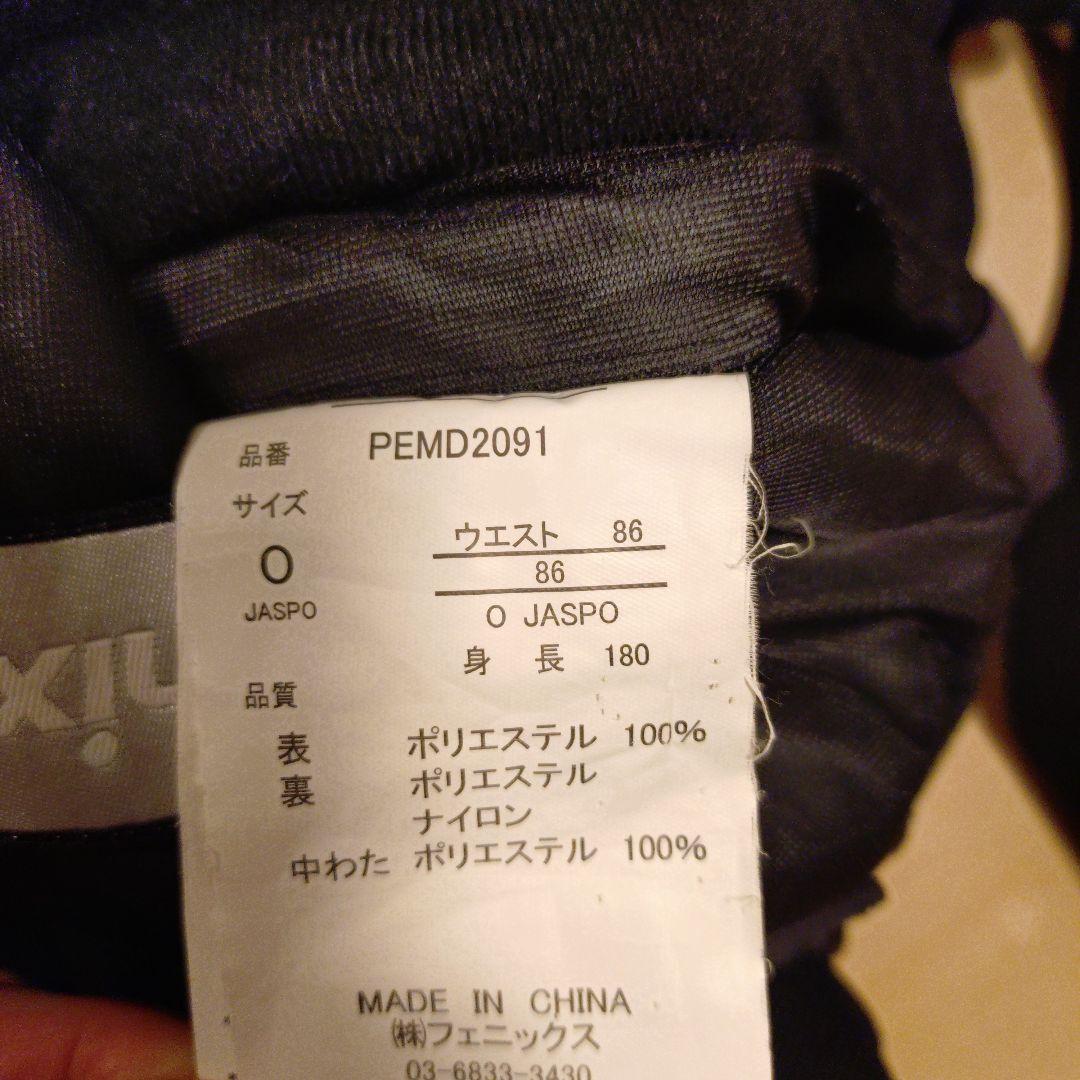 品番 PEMD2091
サイズ
O
JASPO
ウエスト 86
86
O JASPO
身 長 180
品質
表 ポリエステル 100%
裏 ポリエステル
ナイロン
中わた ポリエステル 100%
MADE IN CHINA
㈱フェニックス
03-6833-3430